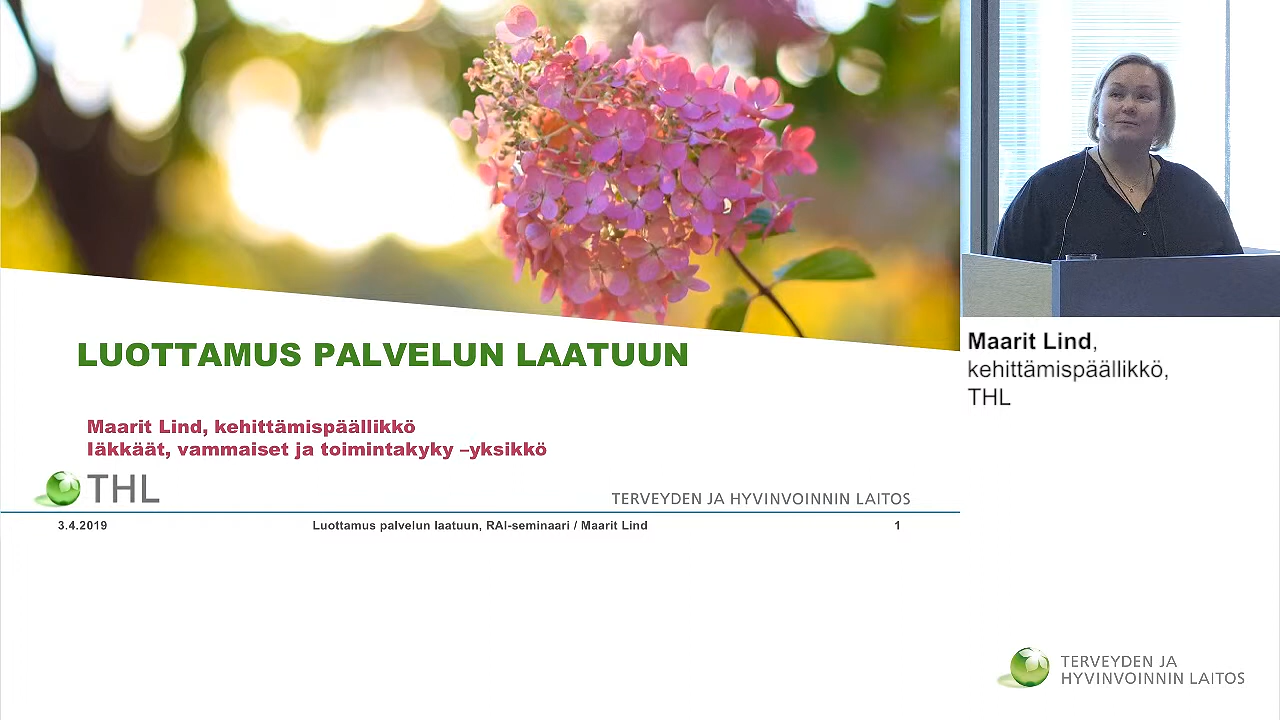 LUOTTAMUS PALVELUN LAATUUN
Maarit Lind, kehittämispäällikkö
Iäkkäät, vammaiset ja toimintakyky –yksikkö
THL
TERVEYDEN JA HYVINVOINNIN LAITOS
3.4.2019
Luottamus palvelun laatuun, RAI-seminaari / Maarit Lind
1
Maarit Lind,
kehittämispäällikkö,
THL
TERVEYDEN JA
HYVINVOINNIN LAITOS